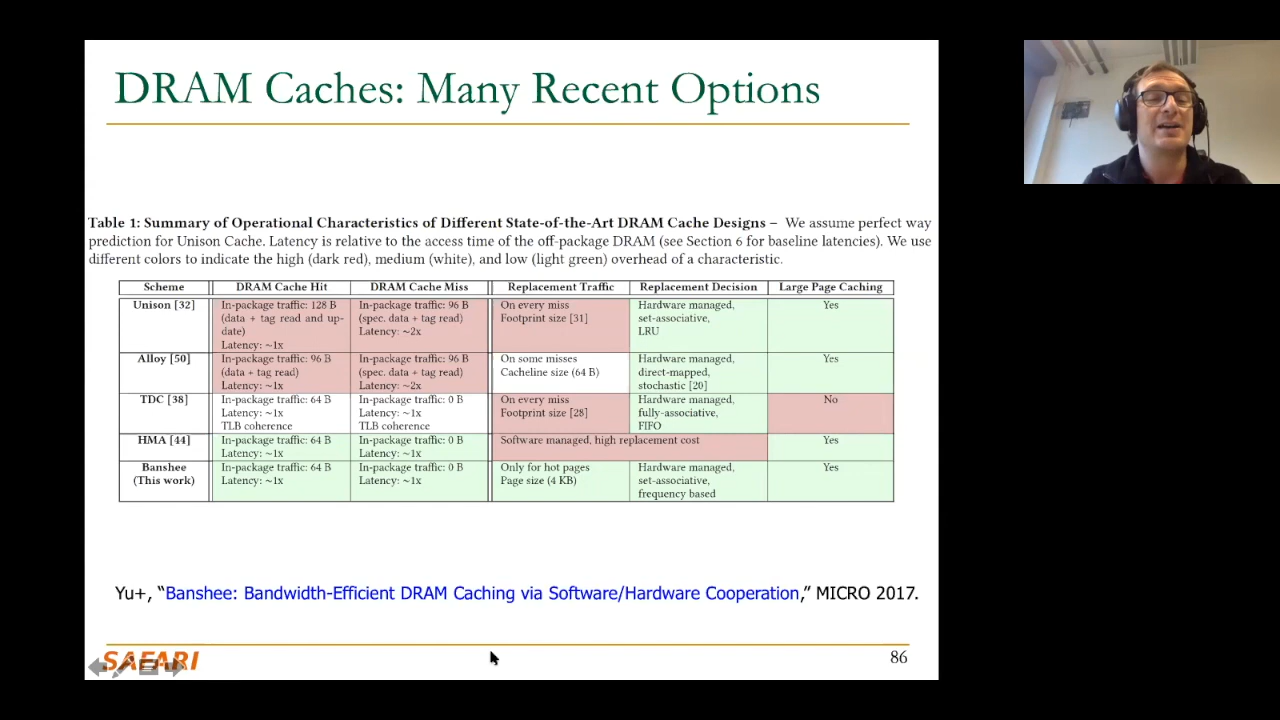 DRAM Caches: Many Recent Options
Table 1: Summary of Operational Characteristics of Different State-of-the-Art DRAM Cache Designs – We assume perfect way
prediction for Unison Cache. Latency is relative to the access time of the off-package DRAM (see Section 6 for baseline latencies). We use
different colors to indicate the high (dark red), medium (white), and low (light green) overhead of a characteristic.
Scheme DRAM Cache Hit DRAM Cache Miss Replacement Traffic Replacement Decision Large Page Caching
Unison [32] In-package traffic: 128 B In-package traffic: 96 B On every miss Hardware managed, Yes
(data + tag read and up- (spec. data + tag read) Footprint size [31] set-associative,
date) Latency: ~2x LRU
Latency: ~1x
Alloy [50] In-package traffic: 96 B In-package traffic: 96 B On some misses Hardware managed, Yes
(data + tag read) (spec. data + tag read) Cacheline size (64 B) direct-mapped,
Latency: ~1x Latency: ~2x stochastic [20]
TDC [38] In-package traffic: 64 B In-package traffic: 0 B On every miss Hardware managed, No
Latency: ~1x Latency: ~1x Footprint size [28] fully-associative,
TLB coherence TLB coherence FIFO
HMA [44] In-package traffic: 64 B In-package traffic: 0 B Software managed, high replacement cost Yes
Latency: ~1x Latency: ~1x
Banshee In-package traffic: 64 B In-package traffic: 0 B Only for hot pages Hardware managed, Yes
(This work) Latency: ~1x Latency: ~1x Page size (4 KB) set-associative,
frequency based
Yu+, “Banshee: Bandwidth-Efficient DRAM Caching via Software/Hardware Cooperation,” MICRO 2017.
SAFARI 86